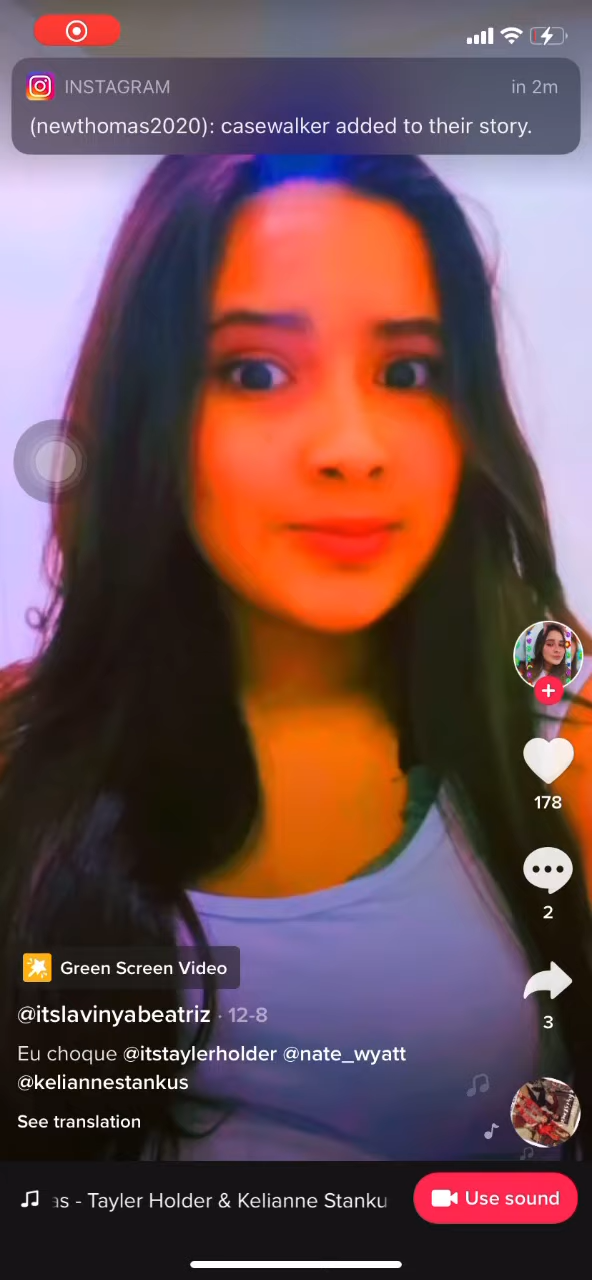 INSTAGRAM
in 2m
(newthomas2020): casewalker added to their story.
178
2
3
Green Screen Video
@itslavinyabeatriz · 12-8
Eu choque @itstaylerholder @nate_wyatt
@keliannestankus
See translation
as - Tayler Holder & Kelianne Stanku
Use sound